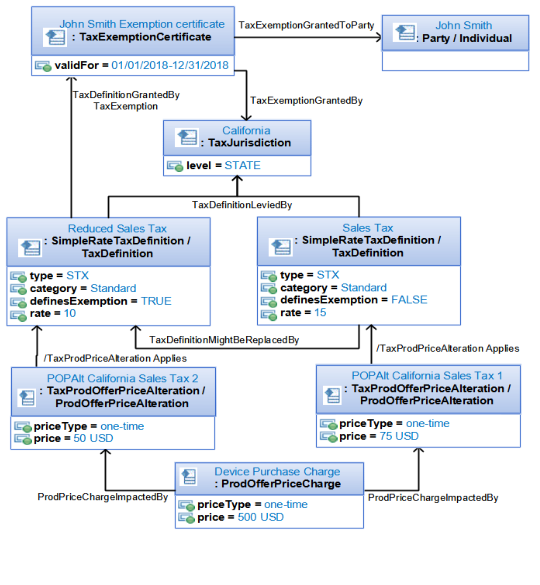 John Smith Exemption certificate
: TaxExemptionCertificate
validFor = 01/01/2018-12/31/2018
TaxExemptionGrantedToParty
John Smith
: Party / Individual
TaxDefinitionGrantedBy
TaxExemption
TaxExemptionGrantedBy
California
: TaxJurisdiction
level = STATE
TaxDefinitionLeviedBy
Reduced Sales Tax
: SimpleRateTaxDefinition /
TaxDefinition
type = STX
category = Standard
definesExemption = TRUE
rate = 10
Sales Tax
: SimpleRateTaxDefinition /
TaxDefinition
type = STX
category = Standard
definesExemption = FALSE
rate = 15
TaxDefinitionMightBeReplacedBy
/TaxProdPriceAlteration Applies
/TaxProdPriceAlteration Applies
POPAlt California Sales Tax 2
: TaxProdOfferPriceAlteration /
ProdOfferPriceAlteration
priceType = one-time
price = 50 USD
POPAlt California Sales Tax 1
: TaxProdOfferPriceAlteration /
ProdOfferPriceAlteration
priceType = one-time
price = 75 USD
ProdPriceChargeImpactedBy
Device Purchase Charge
: ProdOfferPriceCharge
priceType = one-time
price = 500 USD
ProdPriceChargeImpactedBy